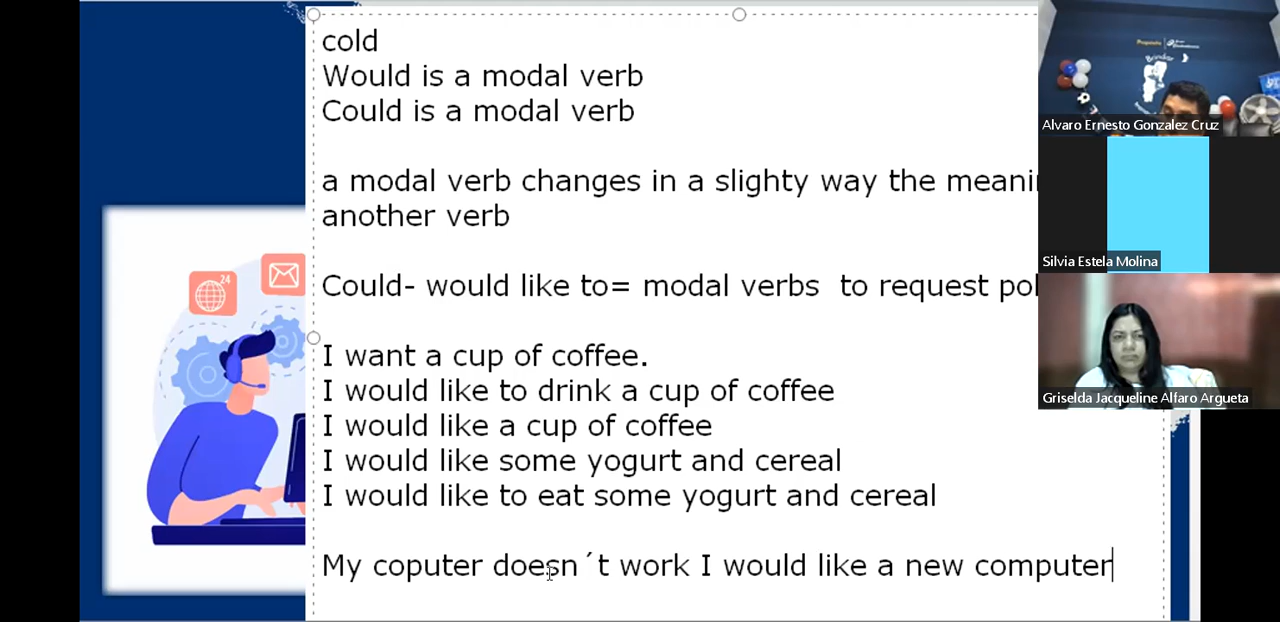 cold
Would is a modal verb
Could is a modal verb
a modal verb changes in a slighty way the
another verb
Could- would like to= modal verbs to request
I want a cup of coffee.
I would like to drink a cup of coffee
I would like a cup of coffee
I would like some yogurt and cereal
I would like to eat some yogurt and cereal
My coputer doesn´t work I would like a new computer
24
Alvaro Ernesto Gonzalez Cruz
Silvia Estela Molina
Griselda Jacqueline Alfaro Argueta